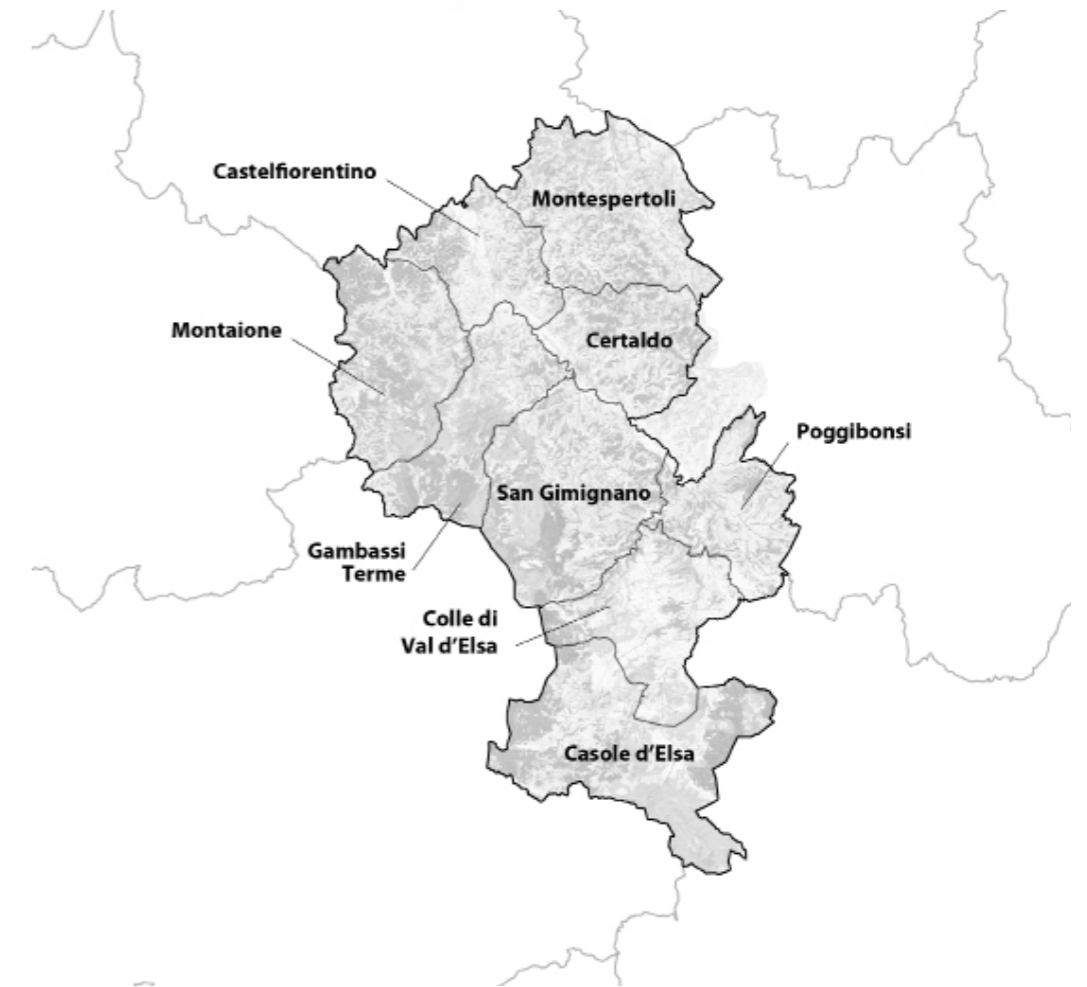 Castelfiorentino
Montespertoli
Montaione
Certaldo
Poggibonsi
San Gimignano
Gambassi
Terme
Colle di
Val d’Elsa
Casole d’Elsa